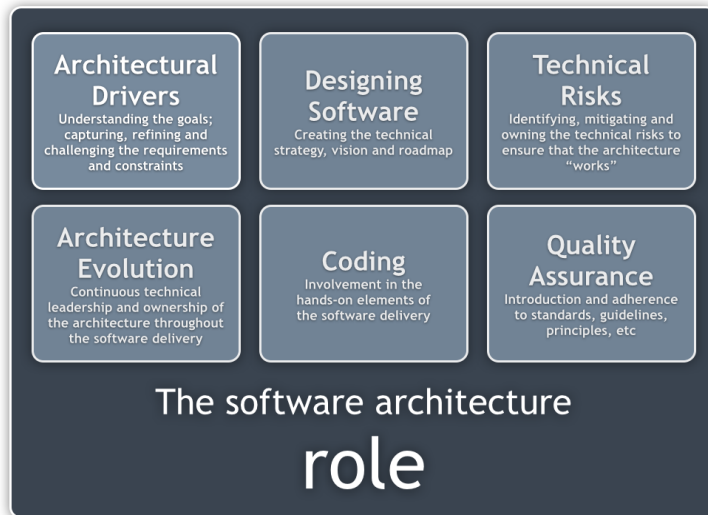 Architectural
Drivers
Understanding the goals;
capturing, refining and
challenging the requirements
and constraints
Designing
Software
Creating the technical
strategy, vision and roadmap
Technical
Risks
Identifying, mitigating and
owning the technical risks to
ensure that the architecture
“works”
Architecture
Evolution
Continuous technical
leadership and ownership of
the architecture throughout
the software delivery
Coding
Involvement in the
hands-on elements of
the software delivery
Quality
Assurance
Introduction and adherence
to standards, guidelines,
principles, etc
The software architecture
role